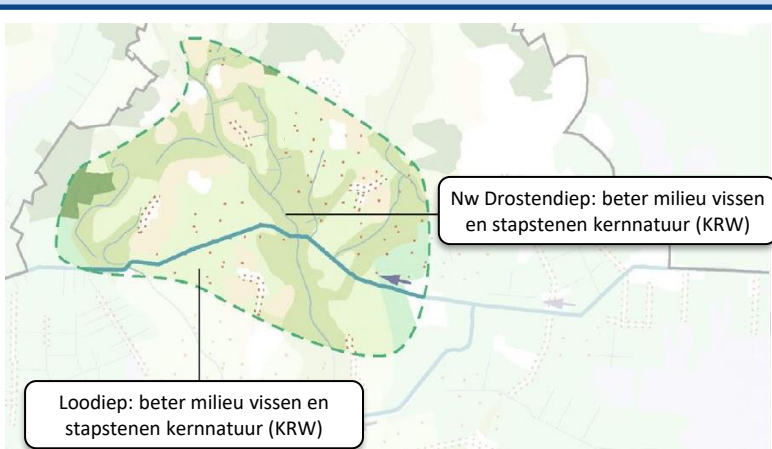 Nw Drostendiep: beter milieu vissen
en stapstenen kernnatuur (KRW)
Loodiep: beter milieu vissen en
stapstenen kernnatuur (KRW)